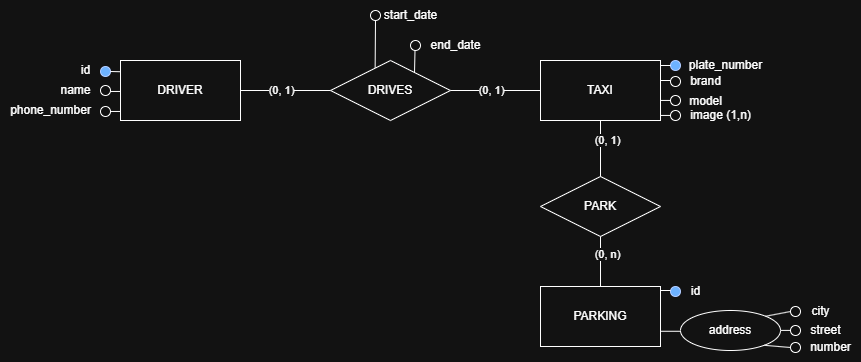 start_date
end_date
id
name
phone_number
DRIVER
(0, 1)
DRIVES
(0, 1)
TAXI
plate_number
brand
model
image (1,n)
(0, 1)
PARK
(0, n)
PARKING
id
address
city
street
number